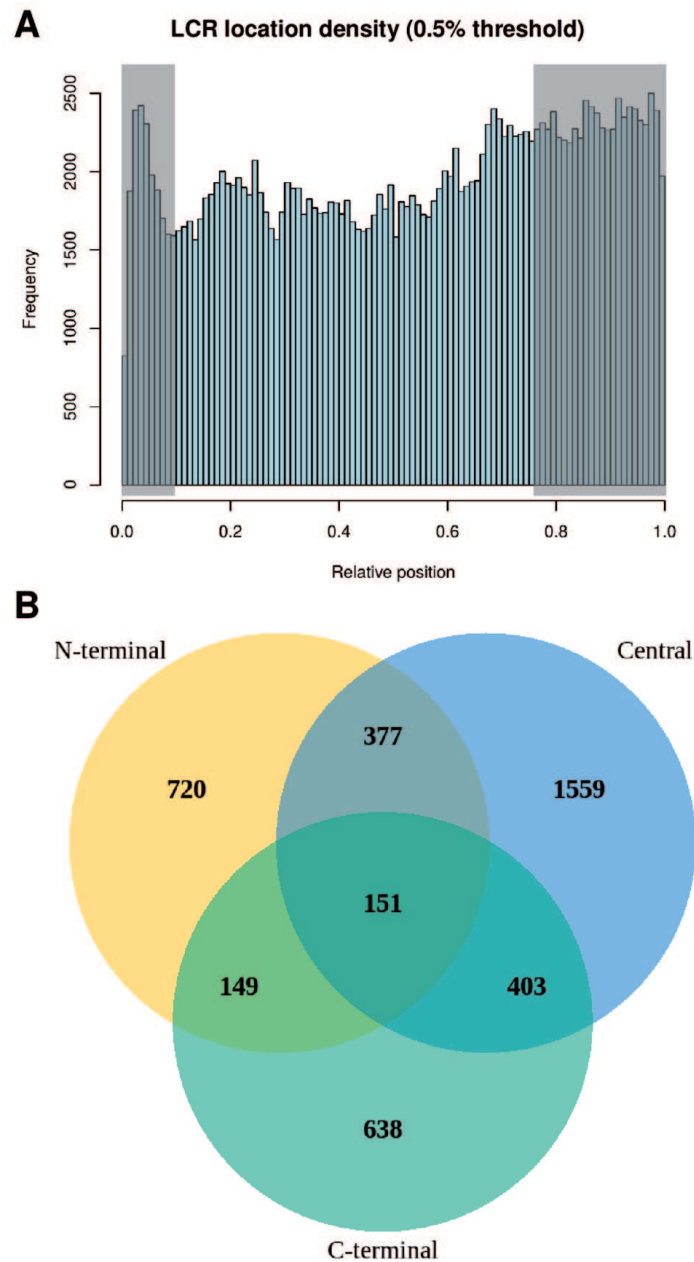 A
LCR location density (0.5% threshold)
Frequency
2500
2000
1500
1000
500
0
0.0 0.2 0.4 0.6 0.8 1.0
Relative position
B
N-terminal Central
377
720 1559
151
149 403
638
C-terminal